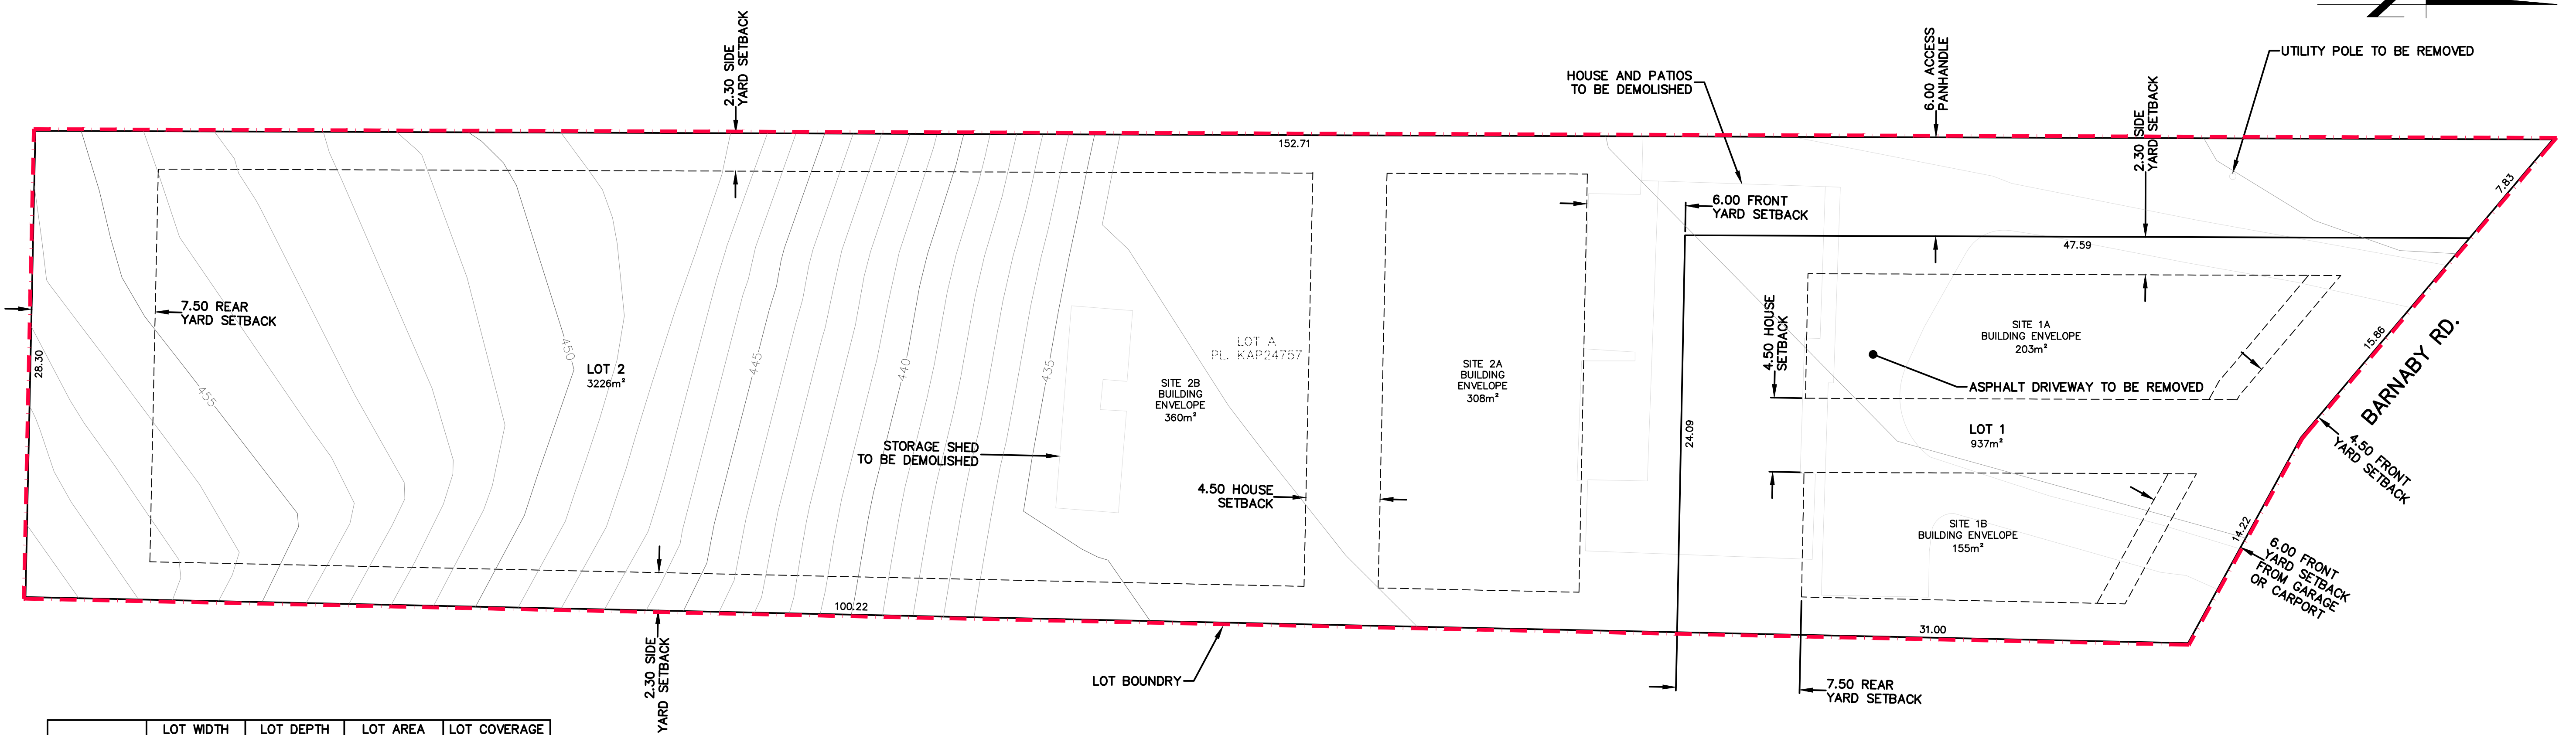 2.30 SIDE
YARD SETBACK
HOUSE AND PATIOS
TO BE DEMOLISHED
6.00 ACCESS
PANHANDLE
2.30 SIDE
YARD SETBACK
UTILITY POLE TO BE REMOVED
152.71
7.83
6.00 FRONT
YARD SETBACK
47.59
7.50 REAR
YARD SETBACK
28.30
455
LOT 2
3226m²
450
445
440
435
LOT A
PL. KAP24757
SITE 2B
BUILDING
ENVELOPE
360m²
SITE 2A
BUILDING
ENVELOPE
308m²
4.50 HOUSE
SETBACK
SITE 1A
BUILDING ENVELOPE
203m²
ASPHALT DRIVEWAY TO BE REMOVED
15.86
BARNABY RD.
STORAGE SHED
TO BE DEMOLISHED
4.50 HOUSE
SETBACK
24.09
LOT 1
937m²
4.50 FRONT
YARD SETBACK
SITE 1B
BUILDING ENVELOPE
155m²
14.22
6.00 FRONT
YARD SETBACK
FROM GARAGE
OR CARPORT
100.22
31.00
2.30 SIDE
YARD SETBACK
LOT BOUNDRY
7.50 REAR
YARD SETBACK
LOT WIDTH LOT DEPTH LOT AREA LOT COVERAGE